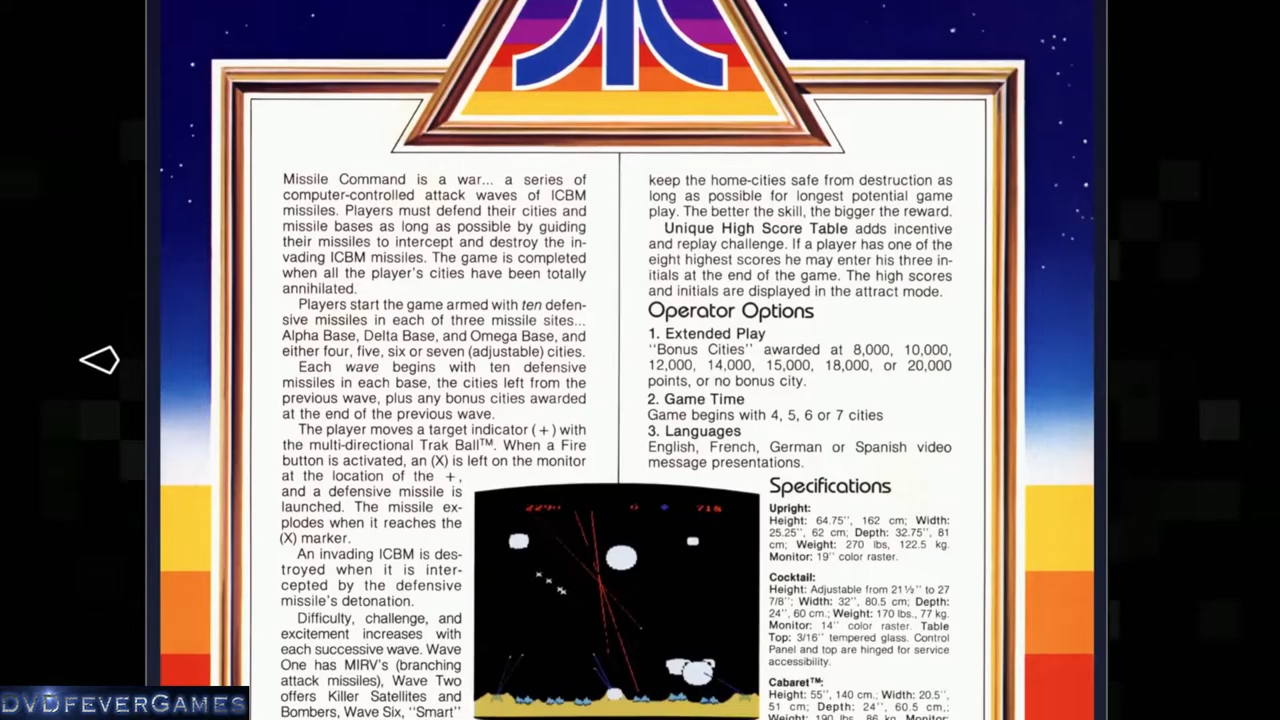 Missile Command is a war... a series of
computer-controlled attack waves of ICBM
missiles. Players must defend their cities and
missile bases as long as possible by guiding
their missiles to intercept and destroy the in-
vading ICBM missiles. The game is completed
when all the player's cities have been totally
annihilated.
Players start the game armed with ten defen-
sive missiles in each of three missile sites...
Alpha Base, Delta Base, and Omega Base, and
either four, five, six or seven (adjustable) cities.
Each wave begins with ten defensive
missiles in each base, the cities left from the
previous wave, plus any bonus cities awarded
at the end of the previous wave.
The player moves a target indicator (+) with
the multi-directional Trak Ball™. When a Fire
button is activated, an (X) is left on the monitor
at the location of the +,
and a defensive missile is
launched. The missile ex-
plodes when it reaches the
(X) marker.
An invading ICBM is des-
troyed when it is inter-
cepted by the defensive
missile's detonation.
Difficulty, challenge, and
excitement increases with
each successive wave. Wave
One has MIRV's (branching
attack missiles), Wave Two
offers Killer Satellites and
Bombers, Wave Six, "Smart"
keep the home-cities safe from destruction as
long as possible for longest potential game
play. The better the skill, the bigger the reward.
Unique High Score Table adds incentive
and replay challenge. If a player has one of the
eight highest scores he may enter his three in-
itials at the end of the game. The high scores
and initials are displayed in the attract mode.
Operator Options
1. Extended Play
"Bonus Cities" awarded at 8,000, 10,000,
12,000, 14,000, 15,000, 18,000, or 20,000
points, or no bonus city.
2. Game Time
Game begins with 4, 5, 6 or 7 cities
3. Languages
English, French, German or Spanish video
message presentations.
2290 0 718
Specifications
Upright:
Height: 64.75", 162 cm; Width:
25.25", 62 cm; Depth: 32.75", 81
cm; Weight: 270 lbs, 122.5 kg.
Monitor: 19" color raster.
Cocktail:
Height: Adjustable from 21½" to 27
7/8"; Width: 32", 80.5 cm; Depth:
24", 60 cm.; Weight: 170 lbs., 77 kg.
Monitor: 14" color raster. Table
Top: 3/16" tempered glass. Control
Panel and top are hinged for service
accessibility.
Cabaret™:
Height: 55", 140 cm.; Width: 20.5",
51 cm; Depth: 24", 60.5 cm.;
Weight: 190 lbs., 86 kg. Monitor:
DVDfeverGames